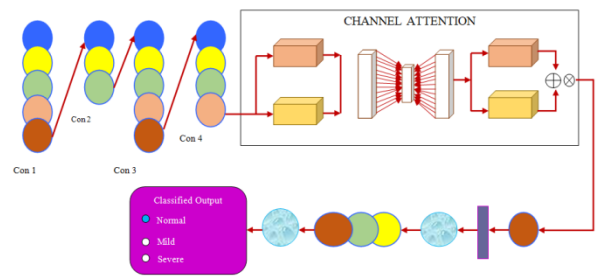 CHANNEL ATTENTION
Con 2
Con 4
Con 1
Con 3
Classified Output
Normal
Mild
Severe